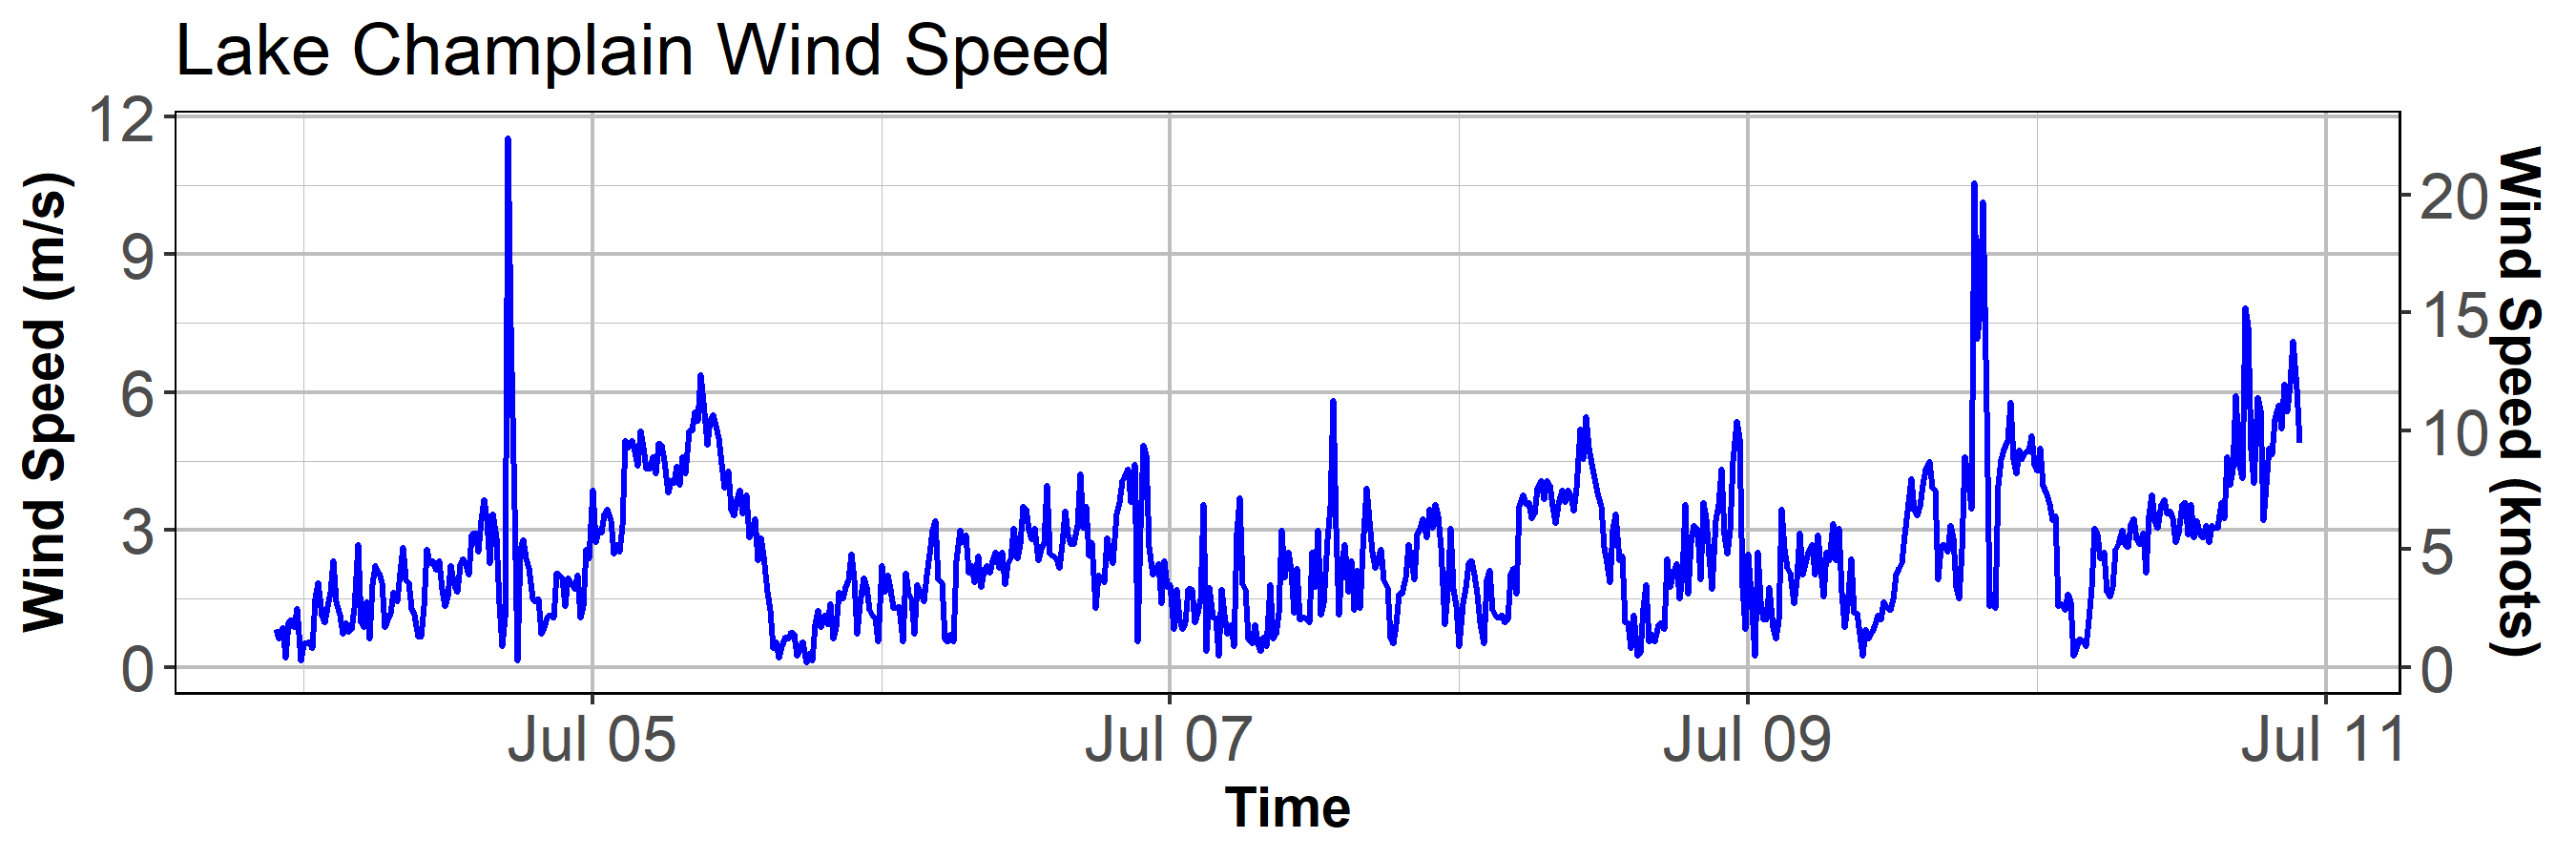 Lake Champlain Wind Speed
12
9
6
3
0
Wind Speed (m/s)
20
15
10
5
0
Wind Speed (knots)
Jul 05 Jul 07 Jul 09 Jul 11
Time